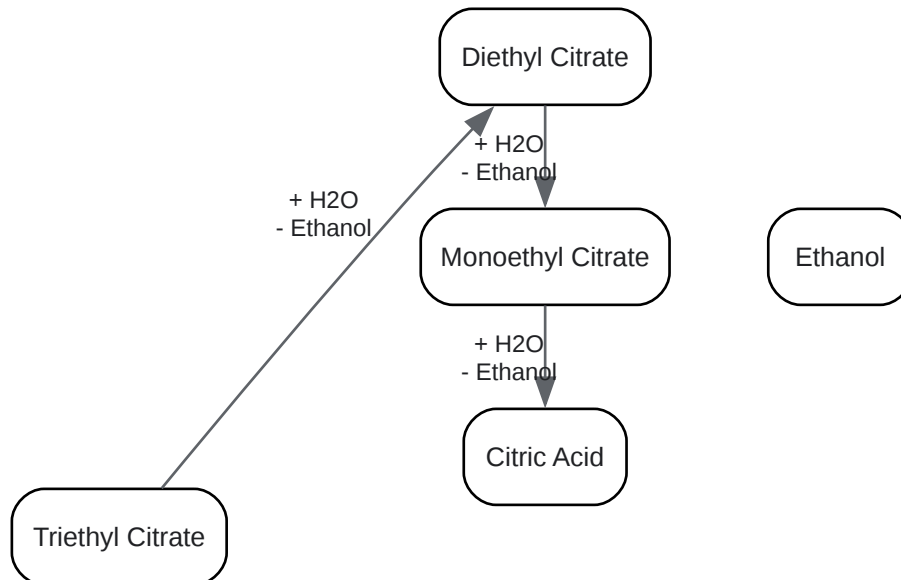 Diethyl Citrate
+ H2O
- Ethanol
+ H2O
- Ethanol
Monoethyl Citrate
Ethanol
+ H2O
- Ethanol
Citric Acid
Triethyl Citrate